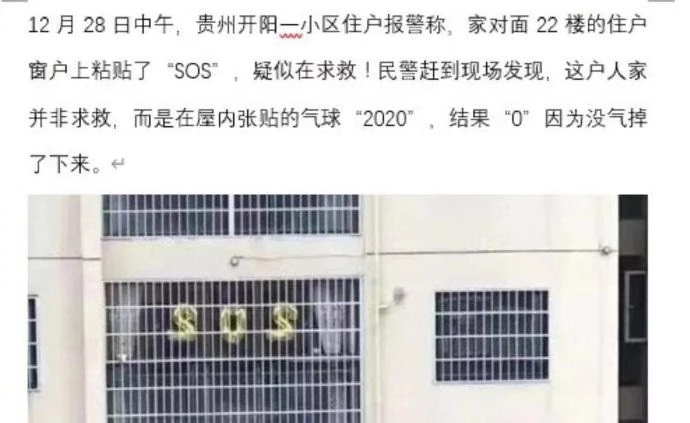 12 月 28 日中午，贵州开阳一小区住户报警称，家对面 22 楼的住户
窗户上粘贴了“SOS”，疑似在求救！民警赶到现场发现，这户人家
并非求救，而是在屋内张贴的气球“2020”，结果“0”因为没气掉
了下来。
SOS